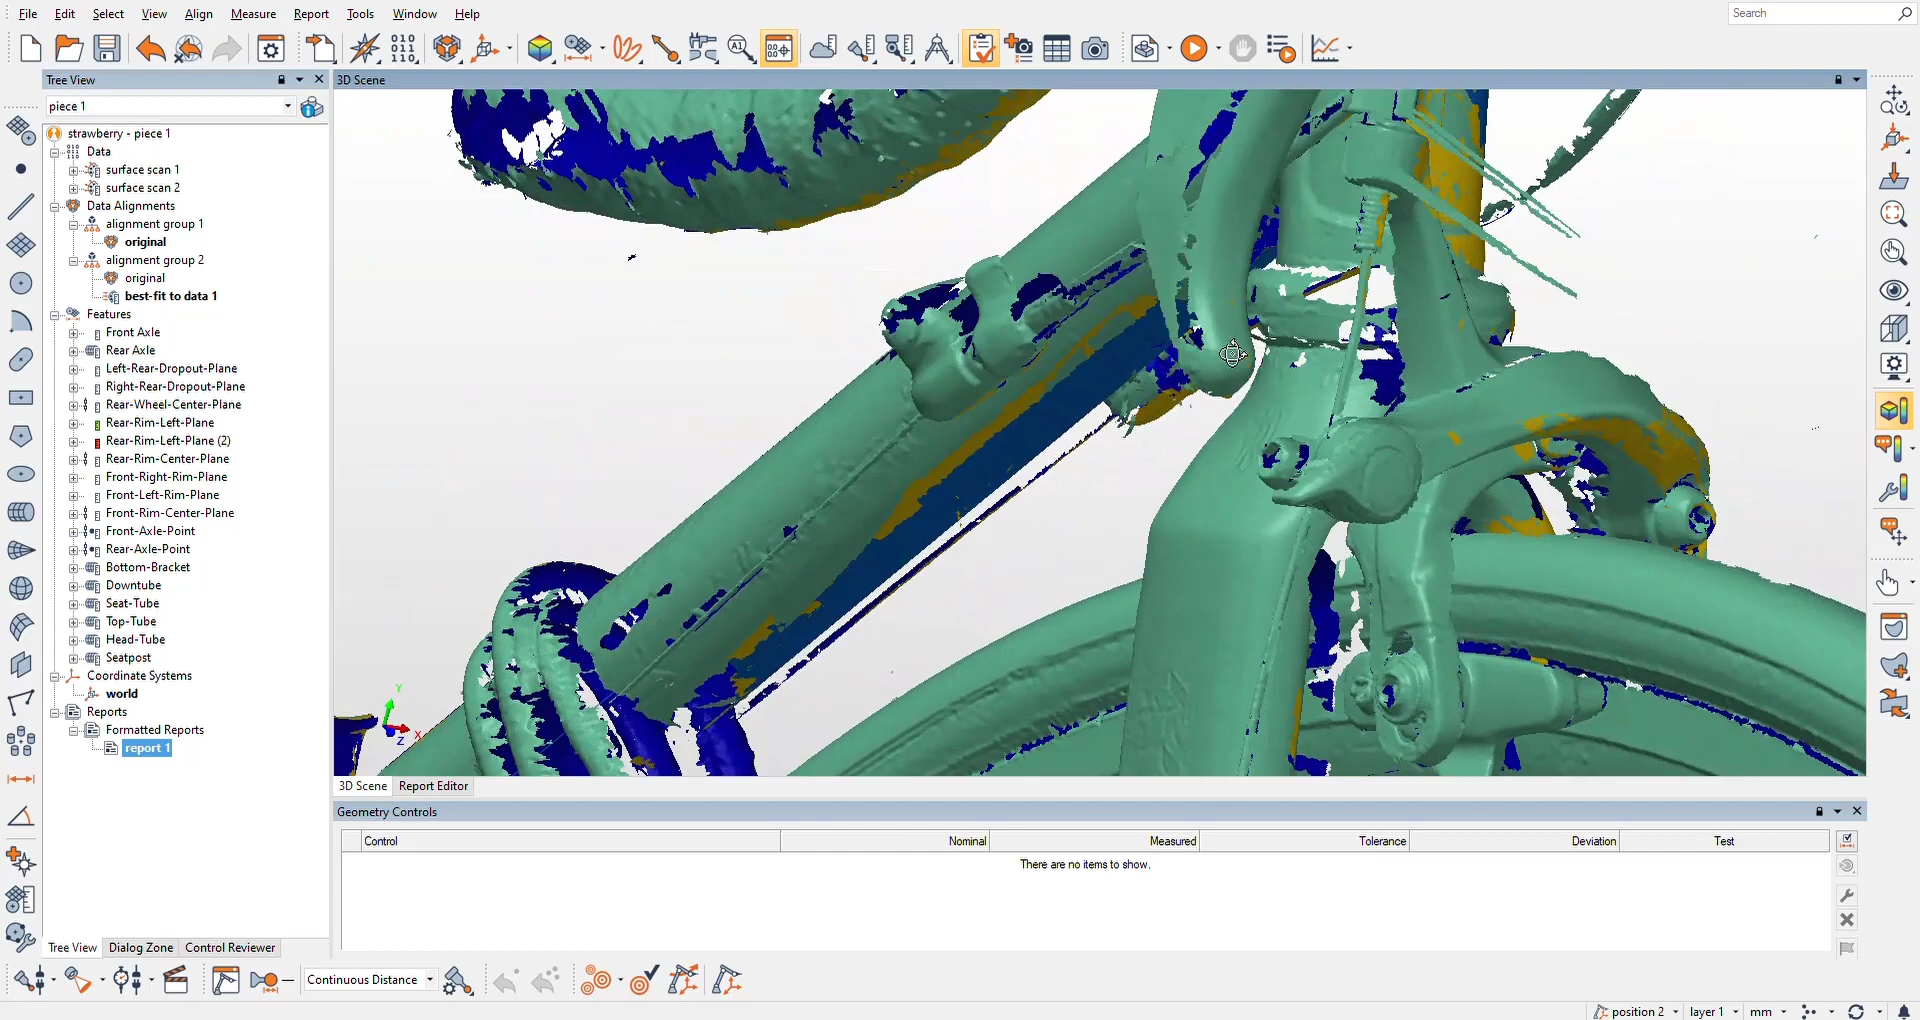 File Edit Select View Align Measure Report Tools Window Help
Search
Tree View
3D Scene
piece 1
strawberry - piece 1
Data
surface scan 1
surface scan 2
Data Alignments
alignment group 1
original
alignment group 2
original
best-fit to data 1
Features
Front Axle
Rear Axle
Left-Rear-Dropout-Plane
Right-Rear-Dropout-Plane
Rear-Wheel-Center-Plane
Rear-Rim-Left-Plane
Rear-Rim-Left-Plane (2)
Rear-Rim-Center-Plane
Front-Right-Rim-Plane
Front-Left-Rim-Plane
Front-Rim-Center-Plane
Front-Axle-Point
Rear-Axle-Point
Bottom-Bracket
Downtube
Seat-Tube
Top-Tube
Head-Tube
Seatpost
Coordinate Systems
world
Reports
Formatted Reports
report 1
Y
X
Z
3D Scene Report Editor
Geometry Controls
Control Nominal Measured Tolerance Deviation Test
There are no items to show.
Tree View Dialog Zone Control Reviewer
Continuous Distance
position 2 layer 1 mm